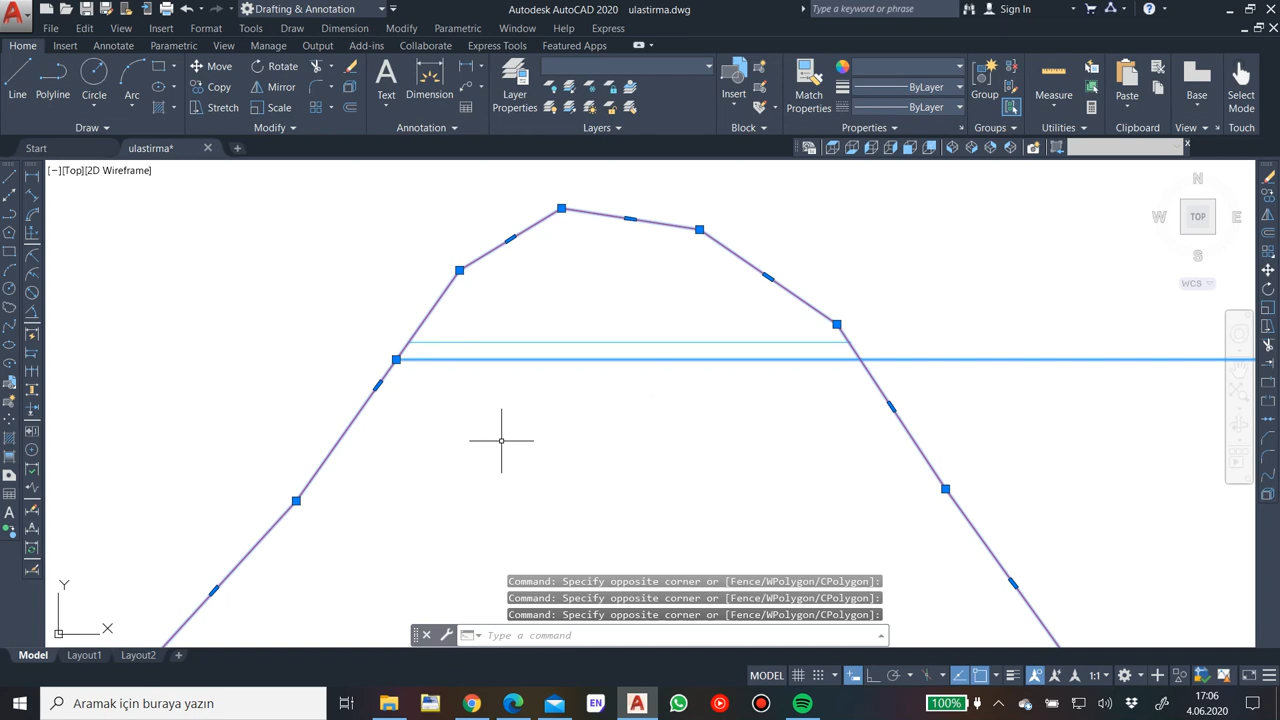 Drafting & Annotation
Autodesk AutoCAD 2020 ulastirma.dwg
Type a keyword or phrase
Sign In
File Edit View Insert Format Tools Draw Dimension Modify Parametric Window Help Express
Home Insert Annotate Parametric View Manage Output Add-ins Collaborate Express Tools Featured Apps
Line
Polyline
Circle
Arc
Draw
Move
Rotate
Copy
Mirror
Stretch
Scale
Modify
Text
Dimension
Annotation
Layer
Properties
Layers
Insert
Block
Match
Properties
ByLayer
ByLayer
Properties
Group
Groups
Measure
Utilities
Paste
Clipboard
Base
View
Select
Mode
Touch
Start
ulastirma*
[−][Top][2D Wireframe]
N
W
TOP
E
S
WCS
Y
X
Command: Specify opposite corner or [Fence/WPolygon/CPolygon]:
Command: Specify opposite corner or [Fence/WPolygon/CPolygon]:
Command: Specify opposite corner or [Fence/WPolygon/CPolygon]:
Type a command
Model Layout1 Layout2
MODEL
1:1
Aramak için buraya yazın
EN
100%
17:06
4.06.2020